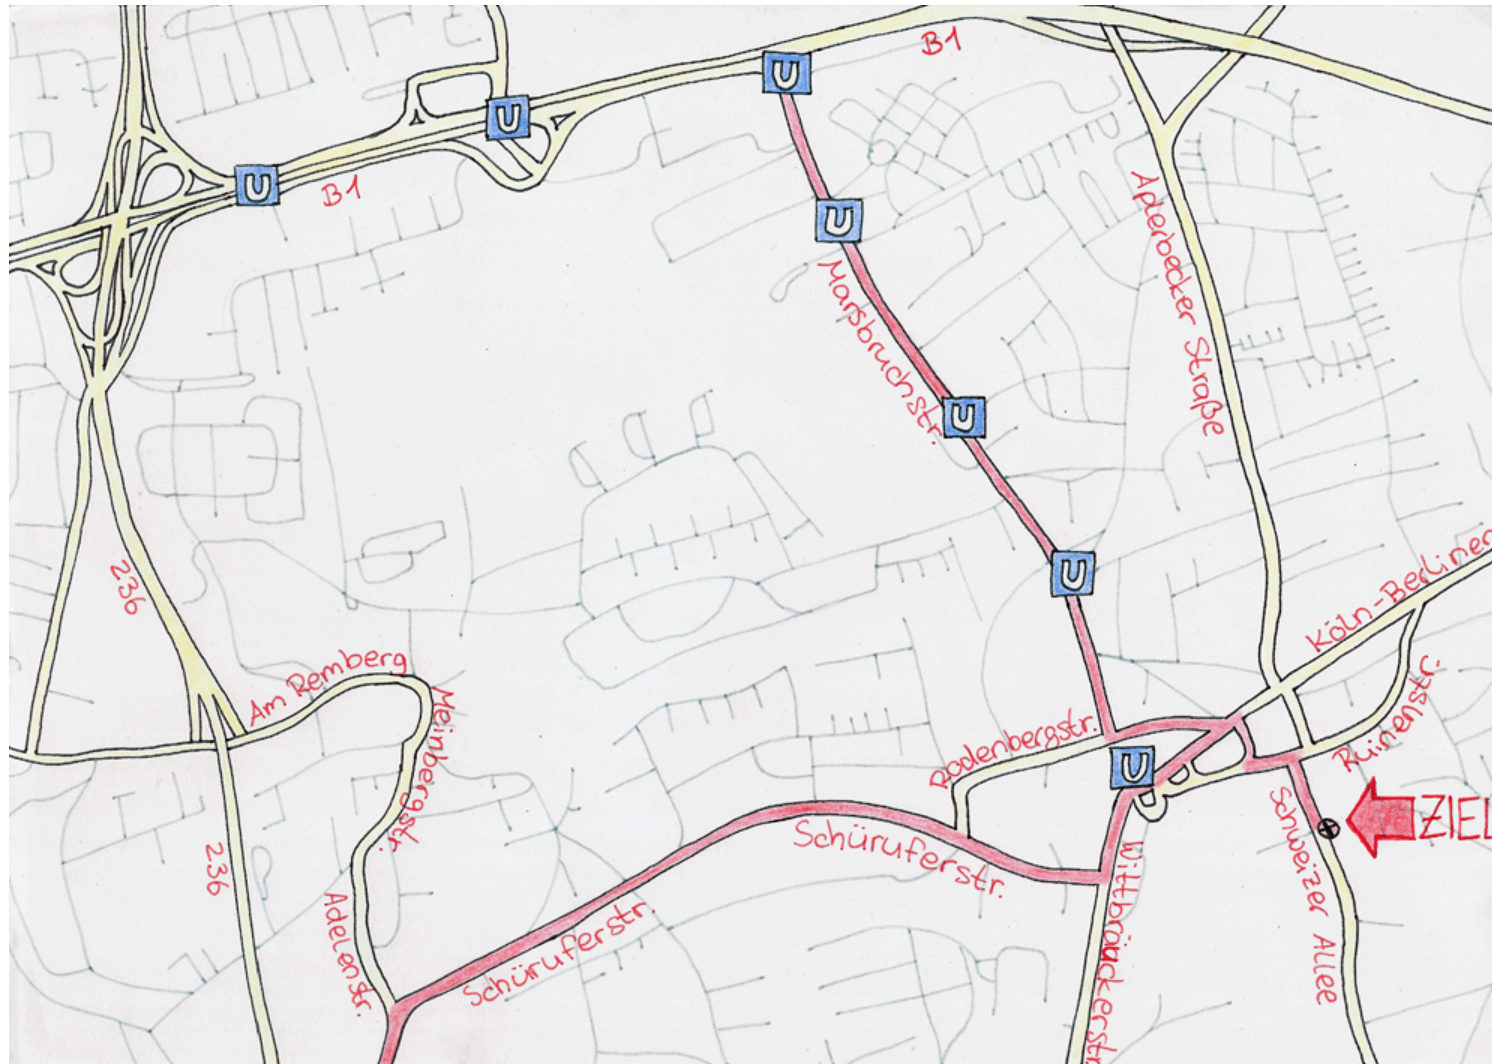 B1
U
U
U
B1
U
Marsbruchstr.
U
Aplerbecker Straße
U
236
Köln-Berliner
Am Remberg
Meinbergstr.
Rodenbergstr.
U
Ruinenstr.
Schweizer Allee
ZIEL
Schüruferstr.
Wittbräuckerstr
236
Adelenstr.
Schüruferstr.